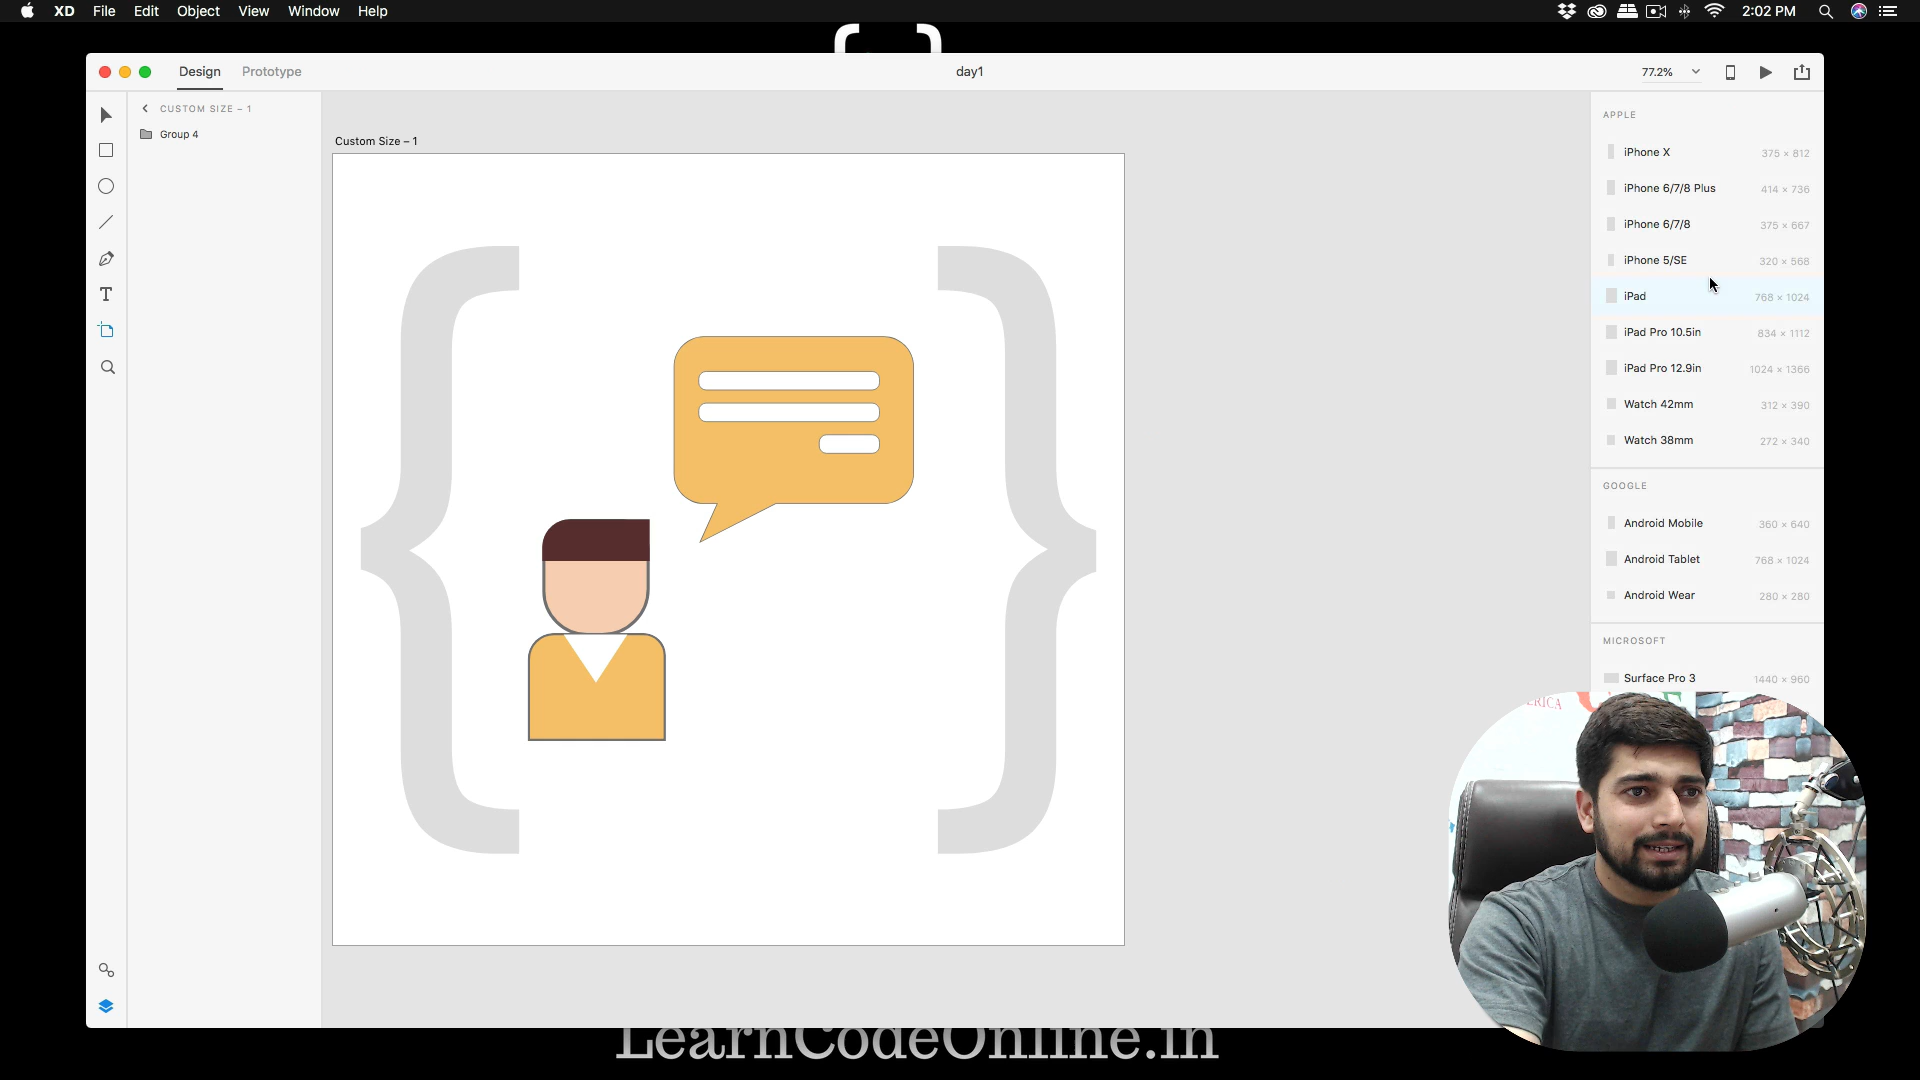 XD File Edit Object View Window Help 2:02 PM
Design Prototype day1 77.2%
CUSTOM SIZE – 1
Group 4
Custom Size – 1
APPLE
iPhone X 375 × 812
iPhone 6/7/8 Plus 414 × 736
iPhone 6/7/8 375 × 667
iPhone 5/SE 320 × 568
iPad 768 × 1024
iPad Pro 10.5in 834 × 1112
iPad Pro 12.9in 1024 × 1366
Watch 42mm 312 × 390
Watch 38mm 272 × 340
GOOGLE
Android Mobile 360 × 640
Android Tablet 768 × 1024
Android Wear 280 × 280
MICROSOFT
Surface Pro 3 1440 × 960
LearnCodeOnline.in